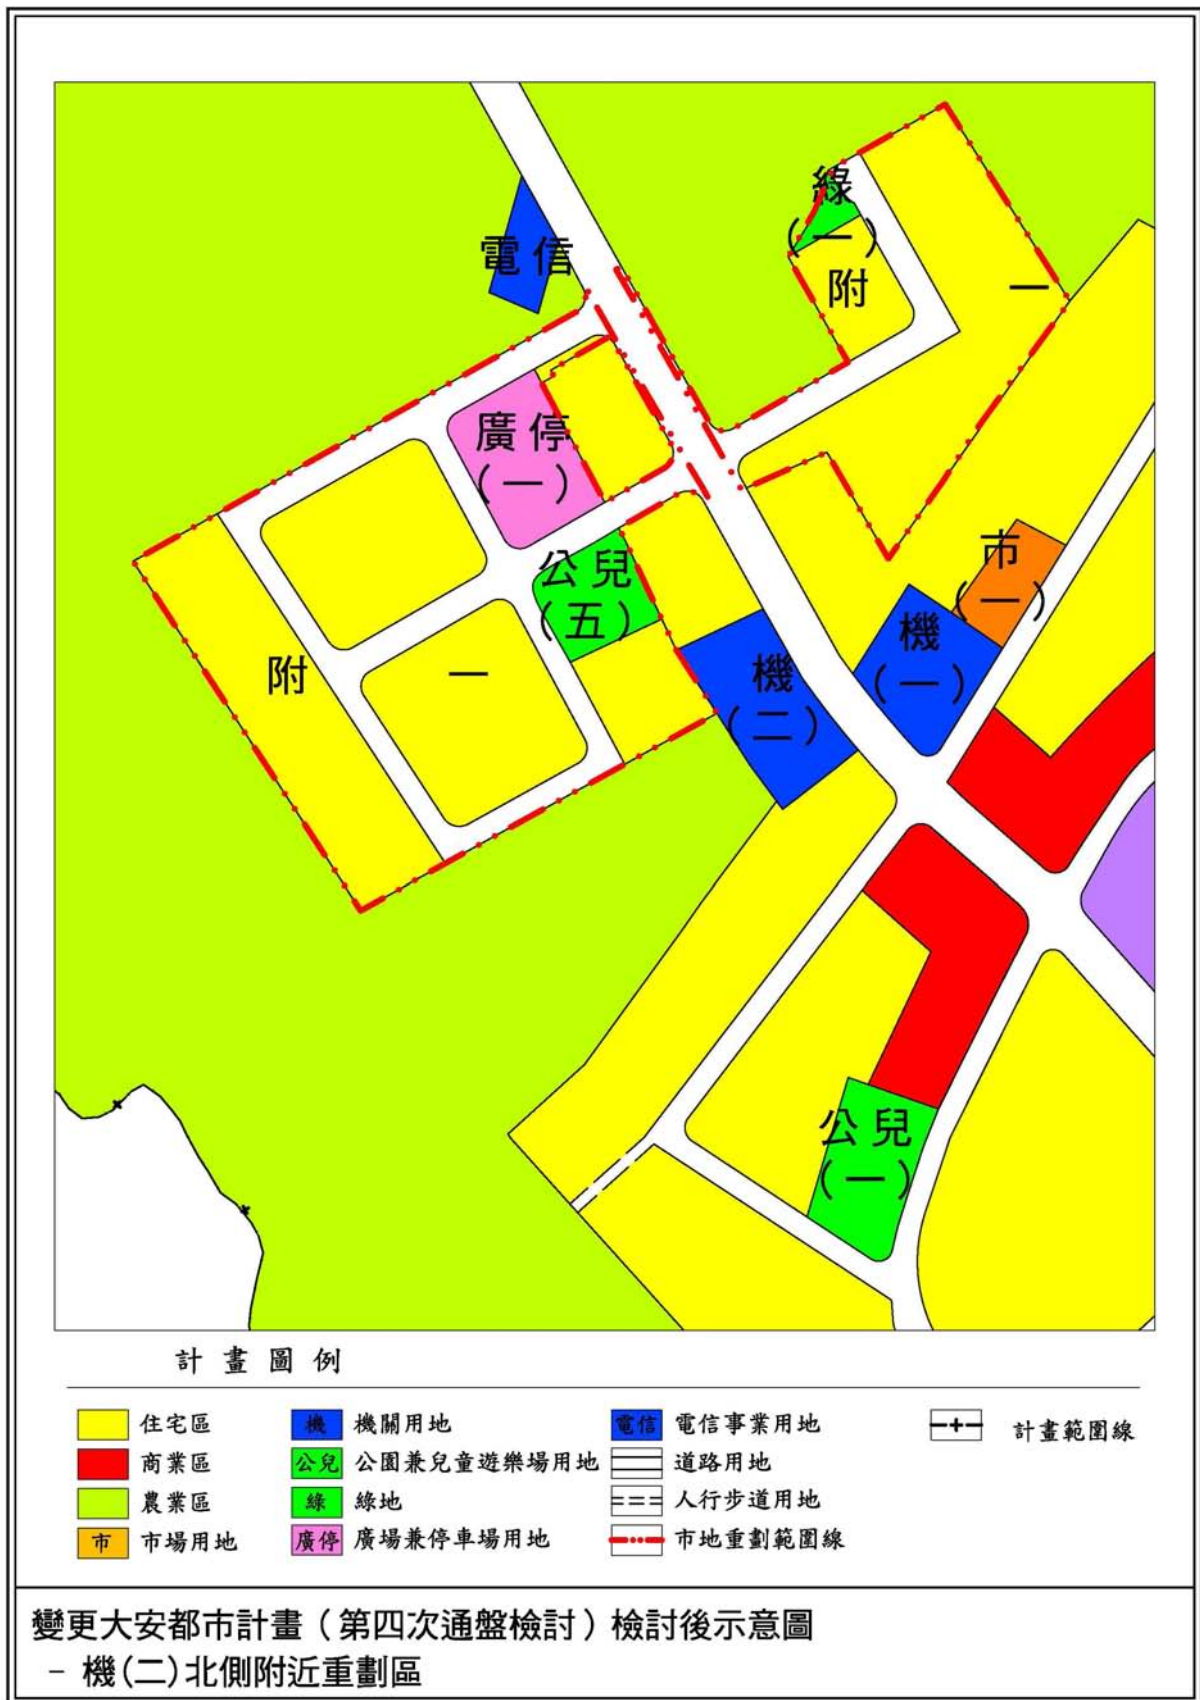 綠
(一)
電信
附
一
廣停
(一)
公兒
(五)
市
(一)
機
(一)
附
一
機
(二)
公兒
(一)
計畫圖例
住宅區
機 機關用地
電信 電信事業用地
計畫範圍線
商業區
公兒 公園兼兒童遊樂場用地
道路用地
農業區
綠 綠地
人行步道用地
市 市場用地
廣停 廣場兼停車場用地
市地重劃範圍線
變更大安都市計畫(第四次通盤檢討)檢討後示意圖
- 機(二)北側附近重劃區